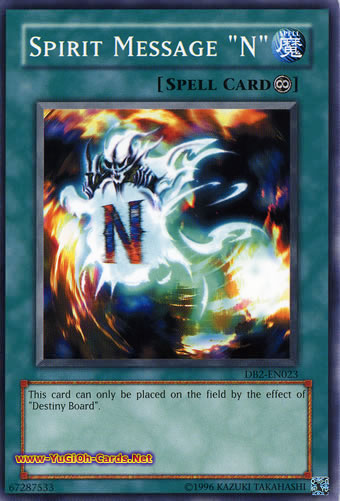 Spirit Message "N"
SPELL
魔
[Spell Card]
N
DB2-EN023
This card can only be placed on the field by the effect of
"Destiny Board".
www-YuGiOh-Cards.Net
67287533
©1996 KAZUKI TAKAHASHI